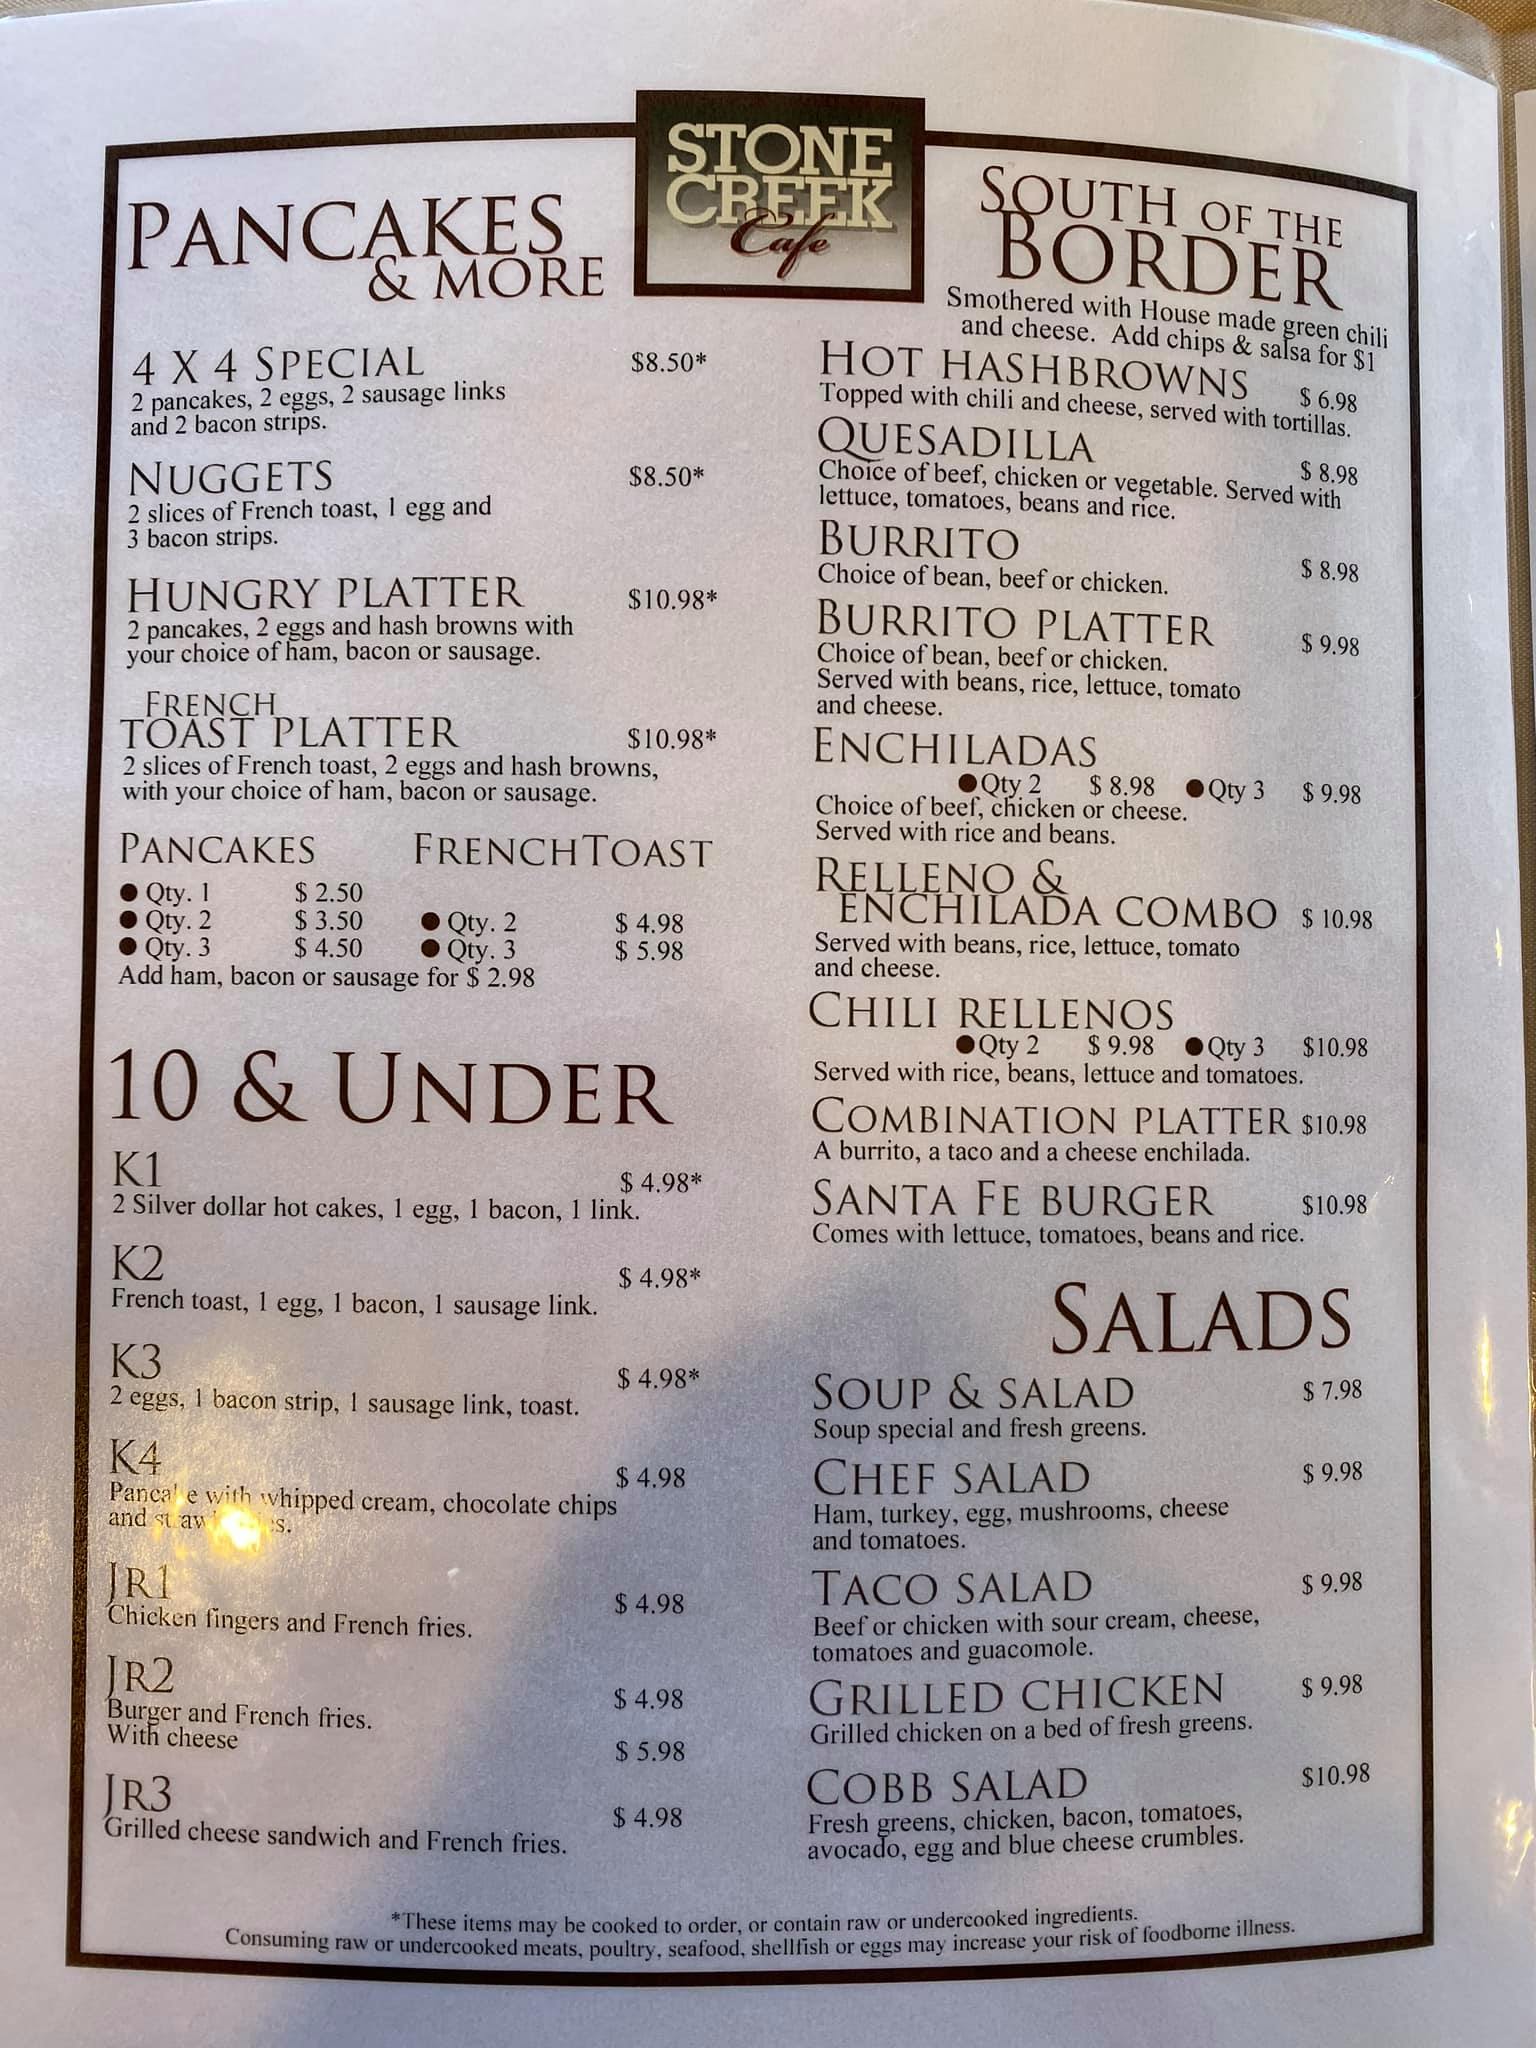 STONE
CREEK
Cafe
PANCAKES
& MORE
4 X 4 SPECIAL $8.50*
2 pancakes, 2 eggs, 2 sausage links
and 2 bacon strips.
NUGGETS $8.50*
2 slices of French toast, 1 egg and
3 bacon strips.
HUNGRY PLATTER $10.98*
2 pancakes, 2 eggs and hash browns with
your choice of ham, bacon or sausage.
FRENCH
TOAST PLATTER $10.98*
2 slices of French toast, 2 eggs and hash browns,
with your choice of ham, bacon or sausage.
PANCAKES FRENCH TOAST
● Qty. 1 $ 2.50
● Qty. 2 $ 3.50 ● Qty. 2 $ 4.98
● Qty. 3 $ 4.50 ● Qty. 3 $ 5.98
Add ham, bacon or sausage for $ 2.98
10 & UNDER
K1 $ 4.98*
2 Silver dollar hot cakes, 1 egg, 1 bacon, 1 link.
K2 $ 4.98*
French toast, 1 egg, 1 bacon, 1 sausage link.
K3 $ 4.98*
2 eggs, 1 bacon strip, 1 sausage link, toast.
K4 $ 4.98
Pancake with whipped cream, chocolate chips
and
JR1 $ 4.98
Chicken fingers and French fries.
JR2 $ 4.98
Burger and French fries.
With cheese $ 5.98
JR3 $ 4.98
Grilled cheese sandwich and French fries.
SOUTH OF THE
BORDER
Smothered with House made green chili
and cheese. Add chips & salsa for $1
HOT HASHBROWNS $ 6.98
Topped with chili and cheese, served with tortillas.
QUESADILLA $ 8.98
Choice of beef, chicken or vegetable. Served with
lettuce, tomatoes, beans and rice.
BURRITO $ 8.98
Choice of bean, beef or chicken.
BURRITO PLATTER $ 9.98
Choice of bean, beef or chicken.
Served with beans, rice, lettuce, tomato
and cheese.
ENCHILADAS
● Qty 2 $ 8.98 ● Qty 3 $ 9.98
Choice of beef, chicken or cheese.
Served with rice and beans.
RELLENO &
ENCHILADA COMBO $ 10.98
Served with beans, rice, lettuce, tomato
and cheese.
CHILI RELLENOS
● Qty 2 $ 9.98 ● Qty 3 $10.98
Served with rice, beans, lettuce and tomatoes.
COMBINATION PLATTER $10.98
A burrito, a taco and a cheese enchilada.
SANTA FE BURGER $10.98
Comes with lettuce, tomatoes, beans and rice.
SALADS
SOUP & SALAD $ 7.98
Soup special and fresh greens.
CHEF SALAD $ 9.98
Ham, turkey, egg, mushrooms, cheese
and tomatoes.
TACO SALAD $ 9.98
Beef or chicken with sour cream, cheese,
tomatoes and guacomole.
GRILLED CHICKEN $ 9.98
Grilled chicken on a bed of fresh greens.
COBB SALAD $10.98
Fresh greens, chicken, bacon, tomatoes,
avocado, egg and blue cheese crumbles.
*These items may be cooked to order, or contain raw or undercooked ingredients.
Consuming raw or undercooked meats, poultry, seafood, shellfish or eggs may increase your risk of foodborne illness.